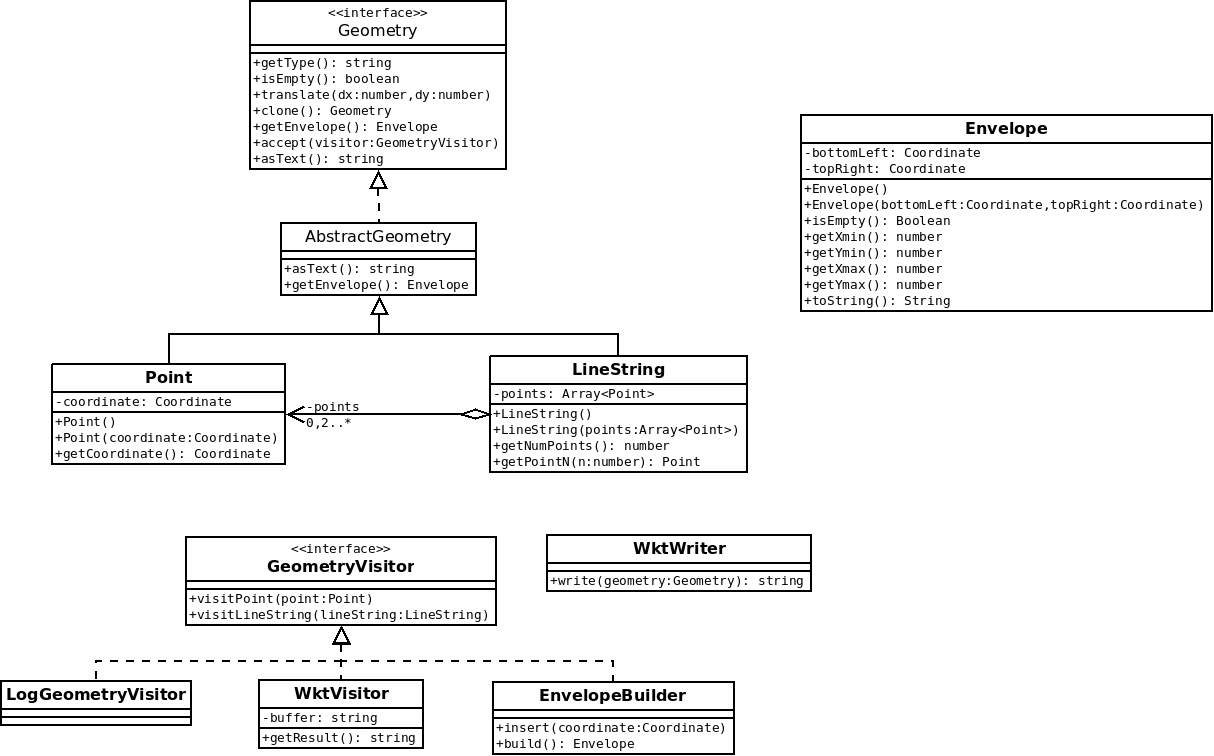 <<interface>>
Geometry
+getType(): string
+isEmpty(): boolean
+translate(dx:number,dy:number)
+clone(): Geometry
+getEnvelope(): Envelope
+accept(visitor:GeometryVisitor)
+asText(): string
Envelope
-bottomLeft: Coordinate
-topRight: Coordinate
+Envelope()
+Envelope(bottomLeft:Coordinate,topRight:Coordinate)
+isEmpty(): Boolean
+getXmin(): number
+getYmin(): number
+getXmax(): number
+getYmax(): number
+toString(): String
AbstractGeometry
+asText(): string
+getEnvelope(): Envelope
Point
-coordinate: Coordinate
+Point()
+Point(coordinate:Coordinate)
+getCoordinate(): Coordinate
-points
0,2..*
LineString
-points: Array<Point>
+LineString()
+LineString(points:Array<Point>)
+getNumPoints(): number
+getPointN(n:number): Point
<<interface>>
GeometryVisitor
+visitPoint(point:Point)
+visitLineString(lineString:LineString)
WktWriter
+write(geometry:Geometry): string
LogGeometryVisitor
WktVisitor
-buffer: string
+getResult(): string
EnvelopeBuilder
+insert(coordinate:Coordinate)
+build(): Envelope